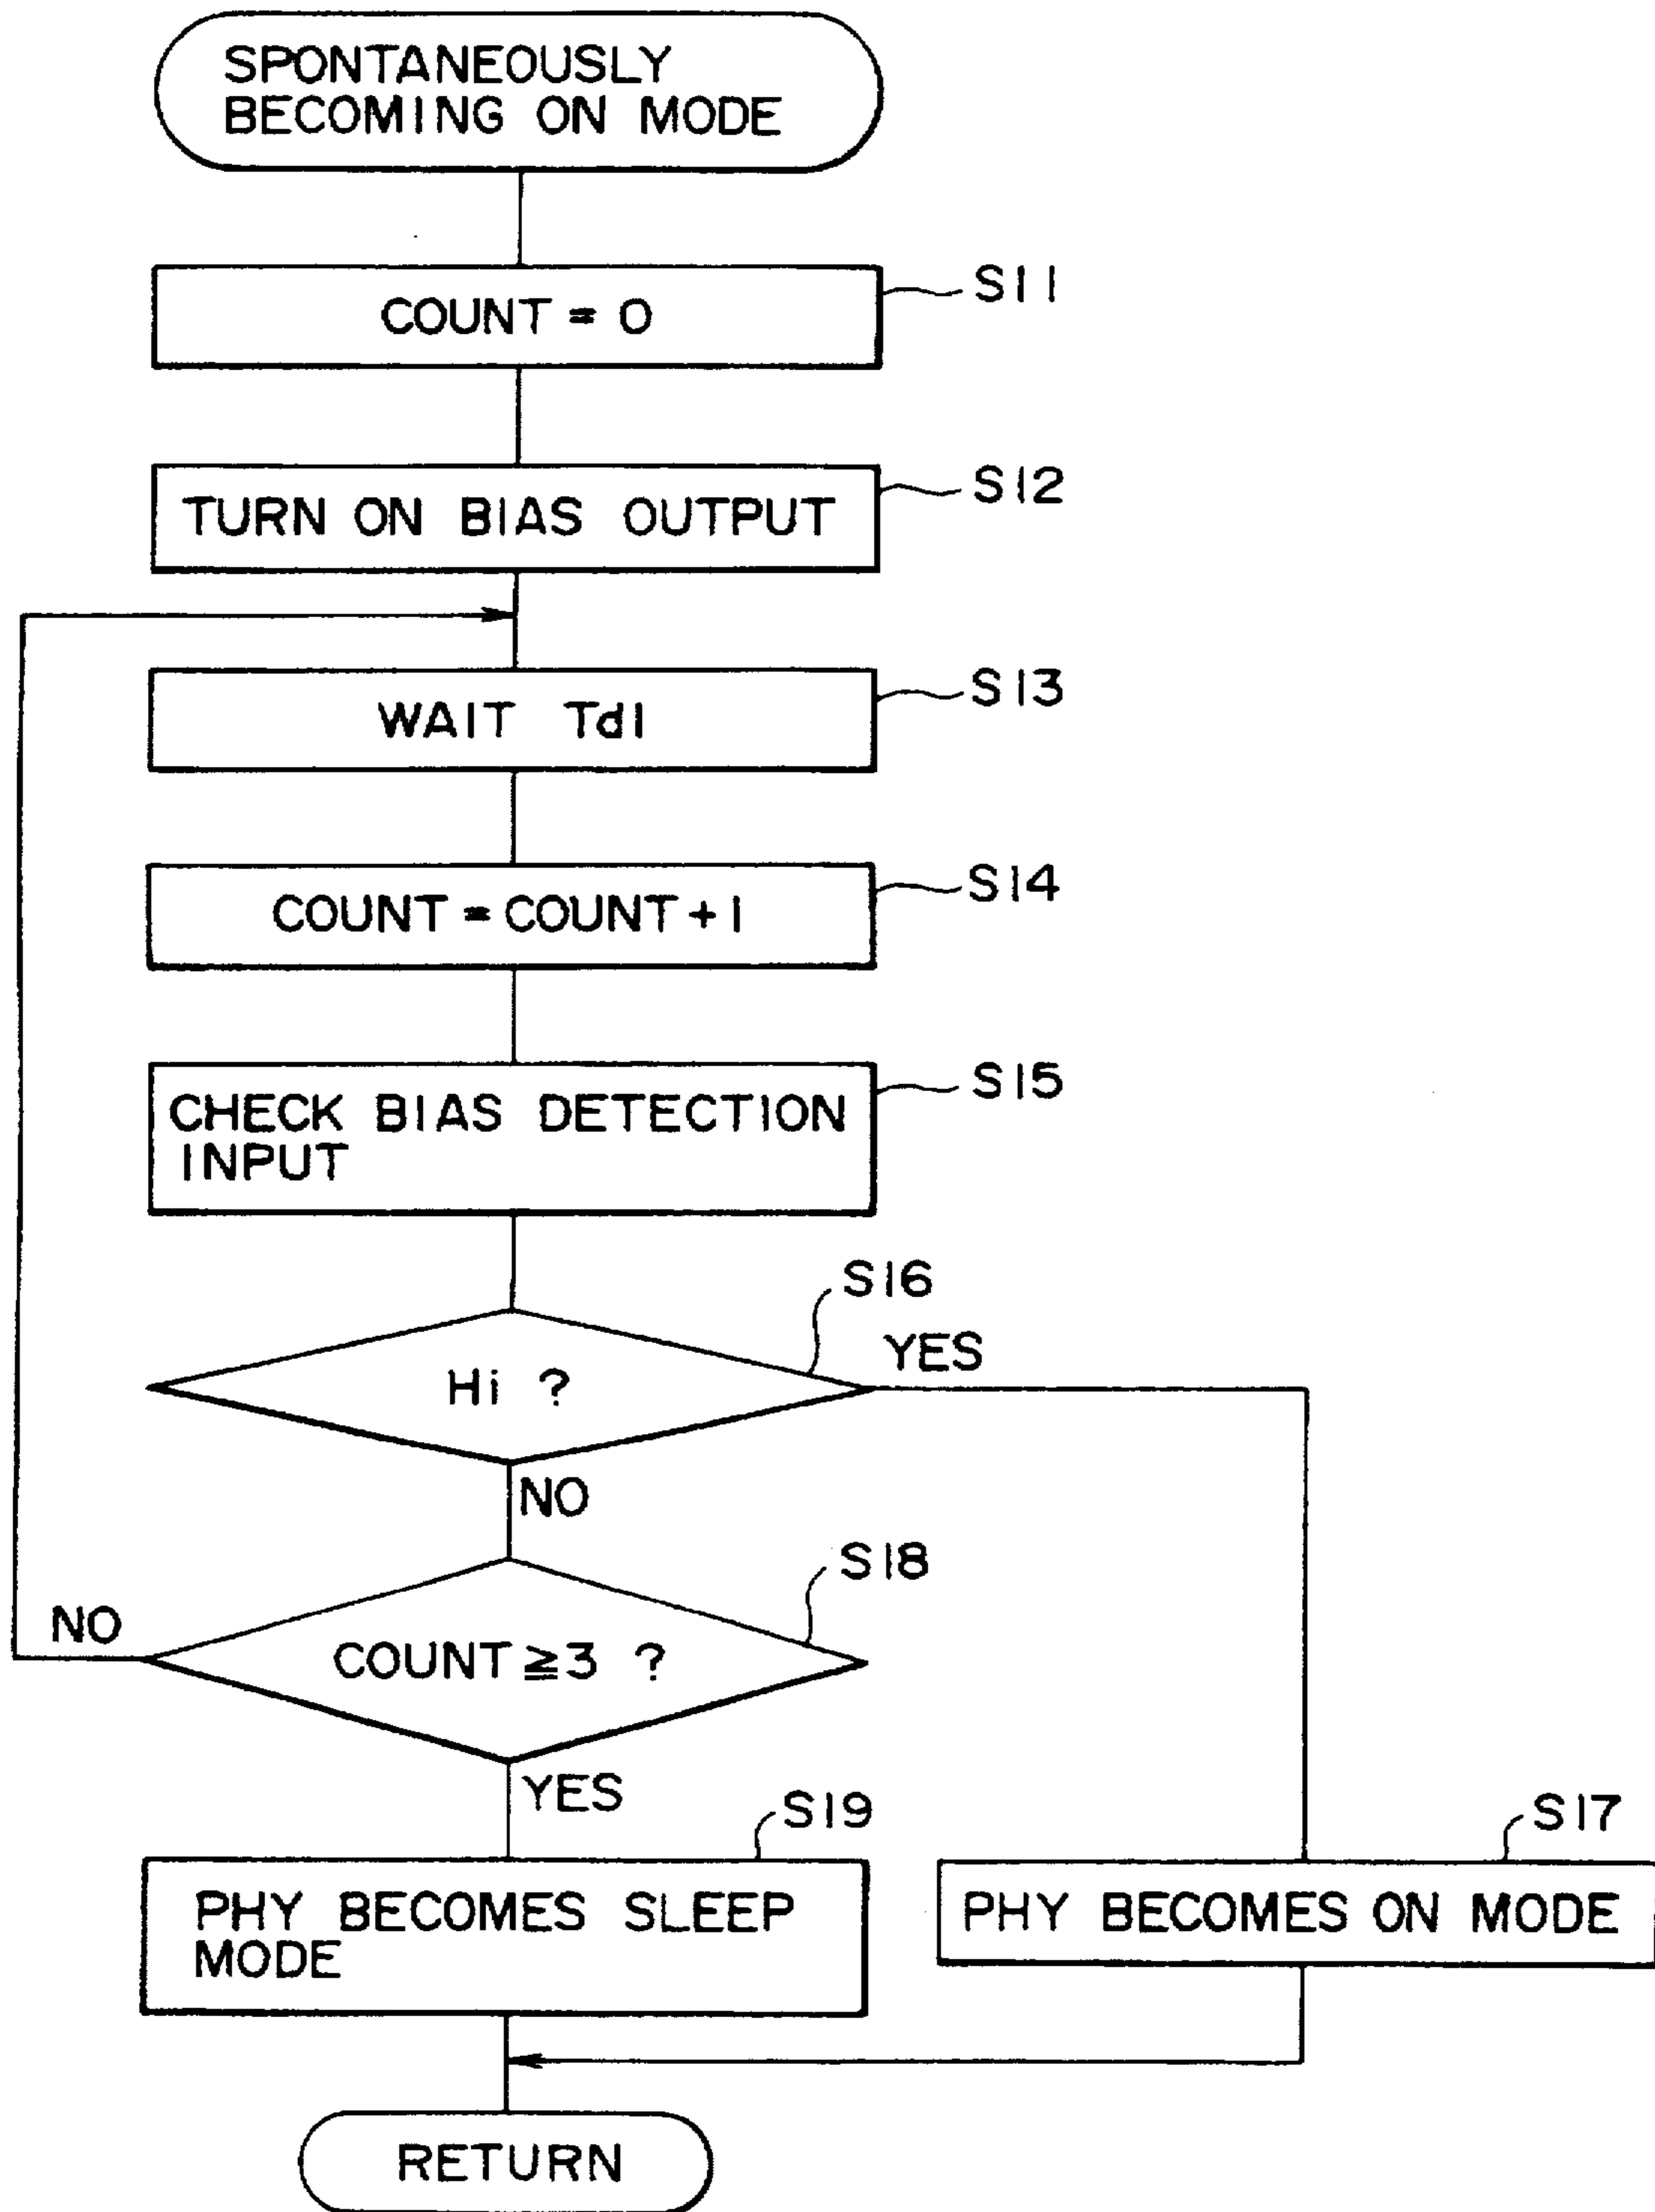 SPONTANEOUSLY
BECOMING ON MODE
COUNT = 0
S11
TURN ON BIAS OUTPUT
S12
WAIT Td1
S13
COUNT = COUNT + 1
S14
CHECK BIAS DETECTION
INPUT
S15
Hi ?
S16
YES
NO
COUNT ≧ 3 ?
S18
NO
YES
PHY BECOMES SLEEP
MODE
S19
PHY BECOMES ON MODE
S17
RETURN